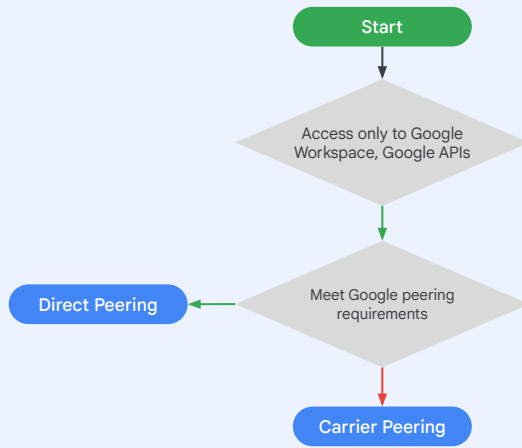 Start
Access only to Google
Workspace, Google APIs
Meet Google peering
requirements
Direct Peering
Carrier Peering